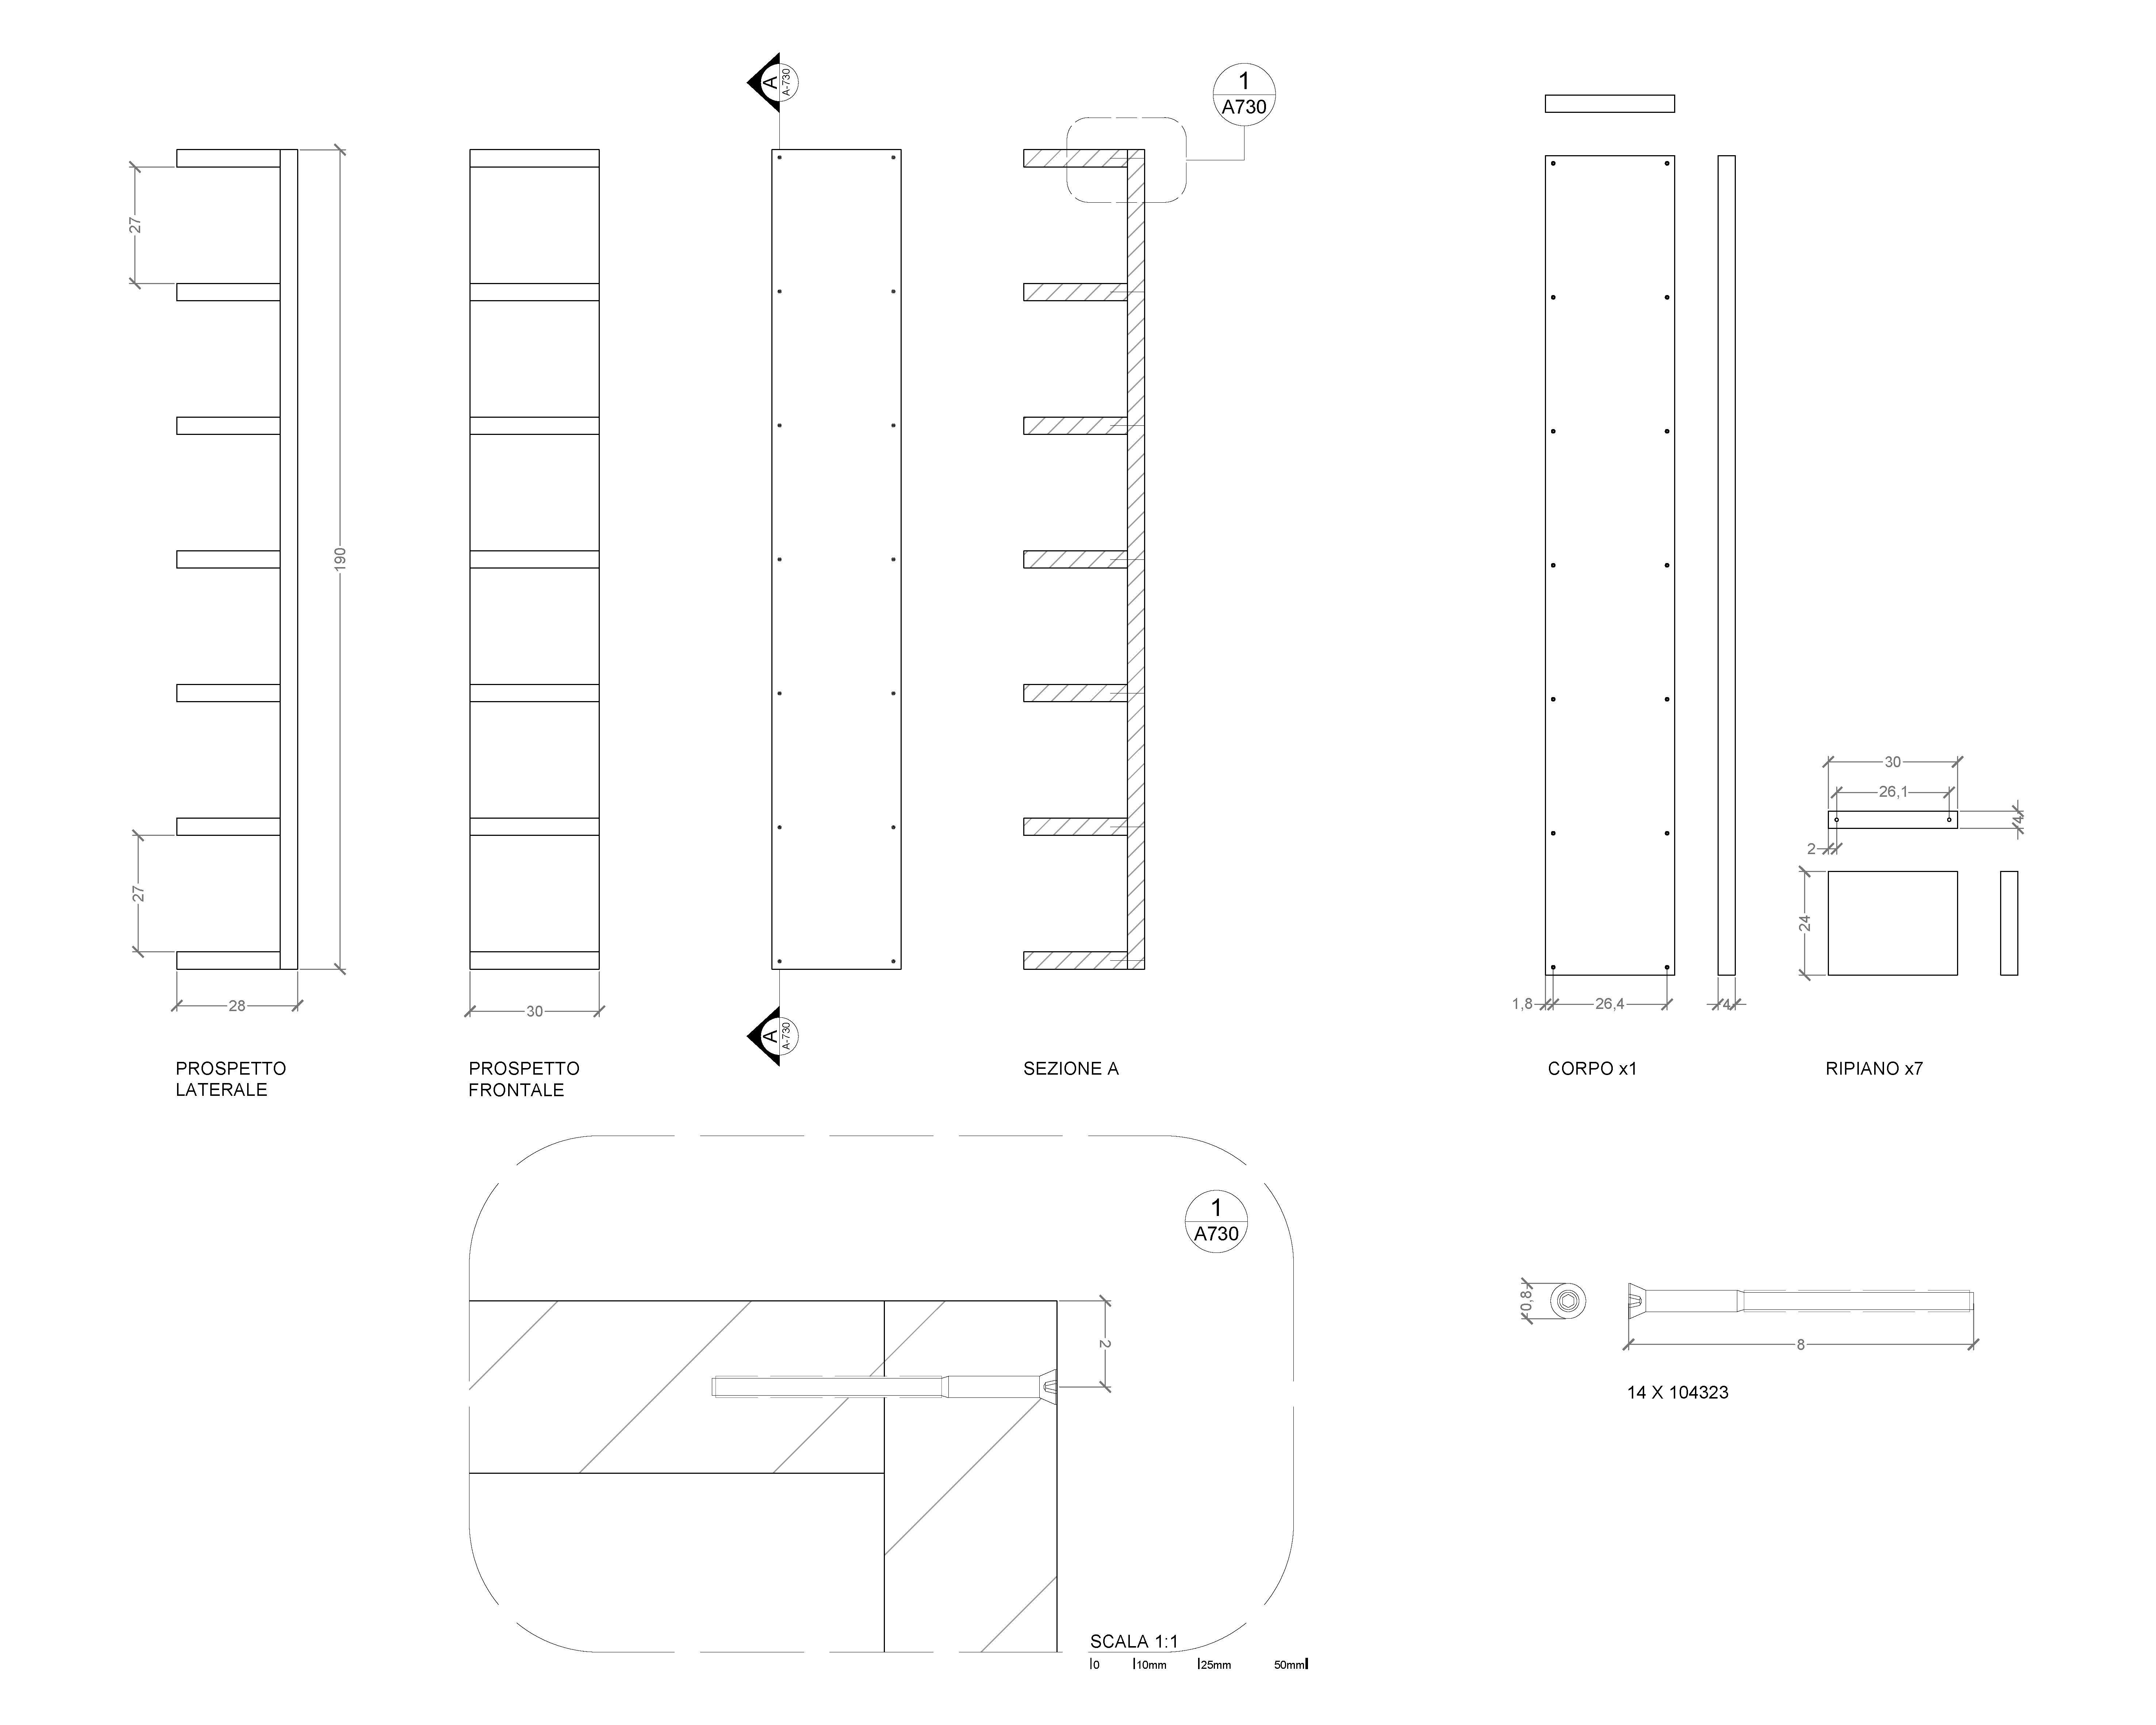 A
A-730
1
A730
27
190
27
28
30
A
A-730
30
26,1
4
2
24
1,8
26,4
4
PROSPETTO
LATERALE
PROSPETTO
FRONTALE
SEZIONE A
CORPO x1
RIPIANO x7
1
A730
2
0,8
8
14 X 104323
SCALA 1:1
0 10mm 25mm 50mm